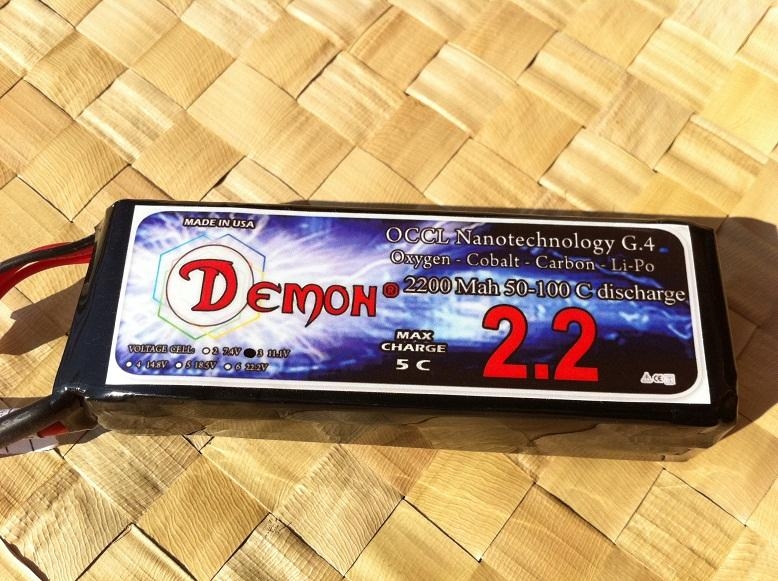 MADE IN USA
DEMON®
OCCL Nanotechnology G.4
Oxygen - Cobalt - Carbon - Li-Po
2200 Mah 50-100 C discharge
MAX
CHARGE
5 C
2.2
VOLTAGE CELL: 2 7.4V 3 11.1V
4 14.8V 5 18.5V 6 22.2V
CE